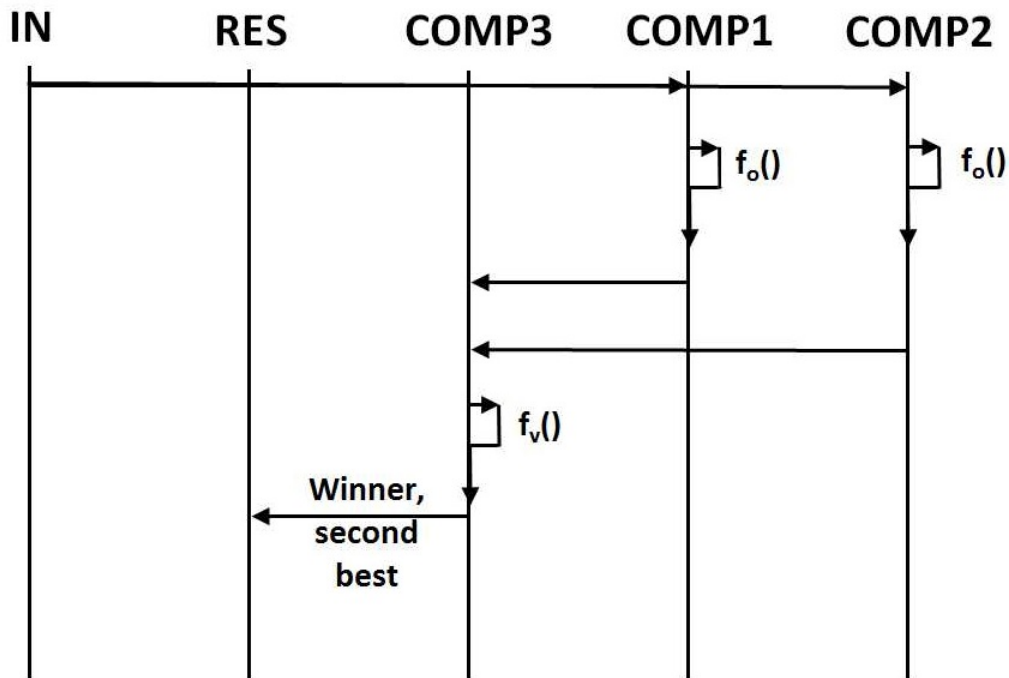 IN RES COMP3 COMP1 COMP2
fₒ() fₒ()
fᵥ()
Winner,
second
best